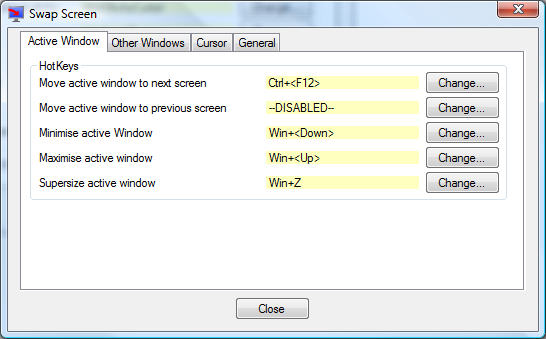 Swap Screen
Active Window Other Windows Cursor General
HotKeys
Move active window to next screen Ctrl+<F12> Change...
Move active window to previous screen --DISABLED-- Change...
Minimise active Window Win+<Down> Change...
Maximise active window Win+<Up> Change...
Supersize active window Win+Z Change...
Close